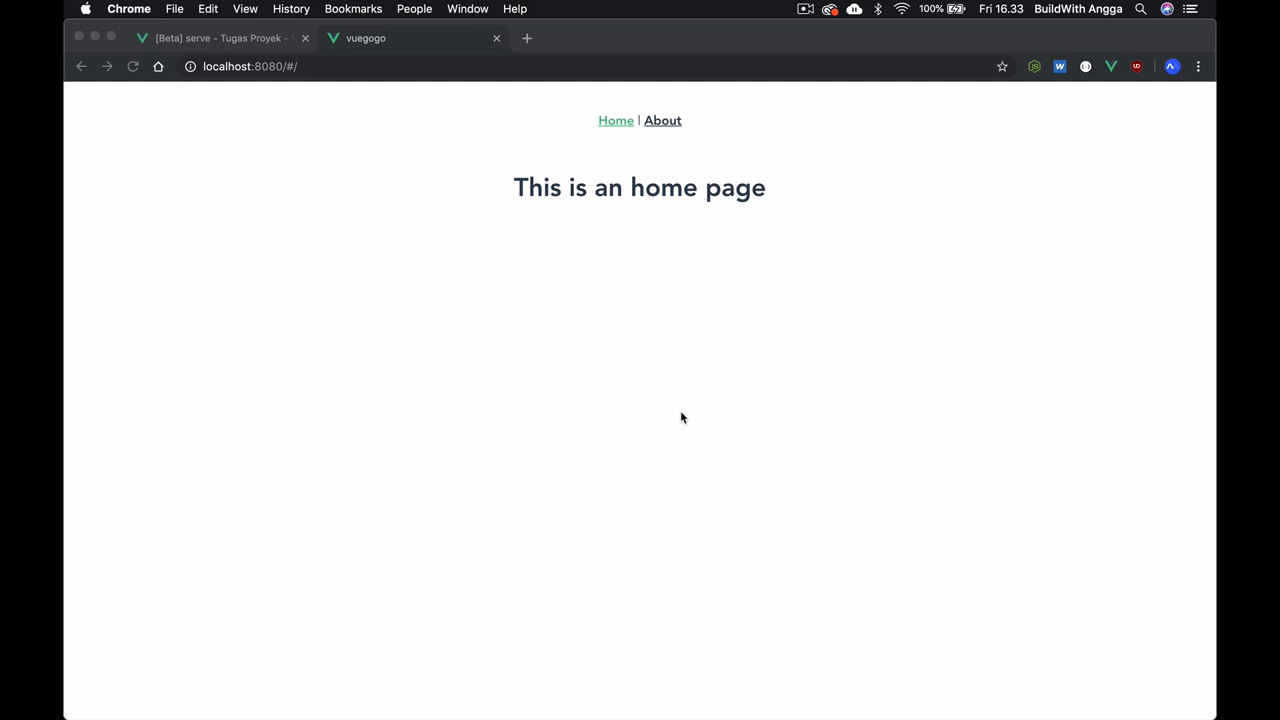 Chrome File Edit View History Bookmarks People Window Help 100% Fri 16.33 BuildWith Angga
[Beta] serve - Tugas Proyek - vuegogo
localhost:8080/#/
Home | About
This is an home page